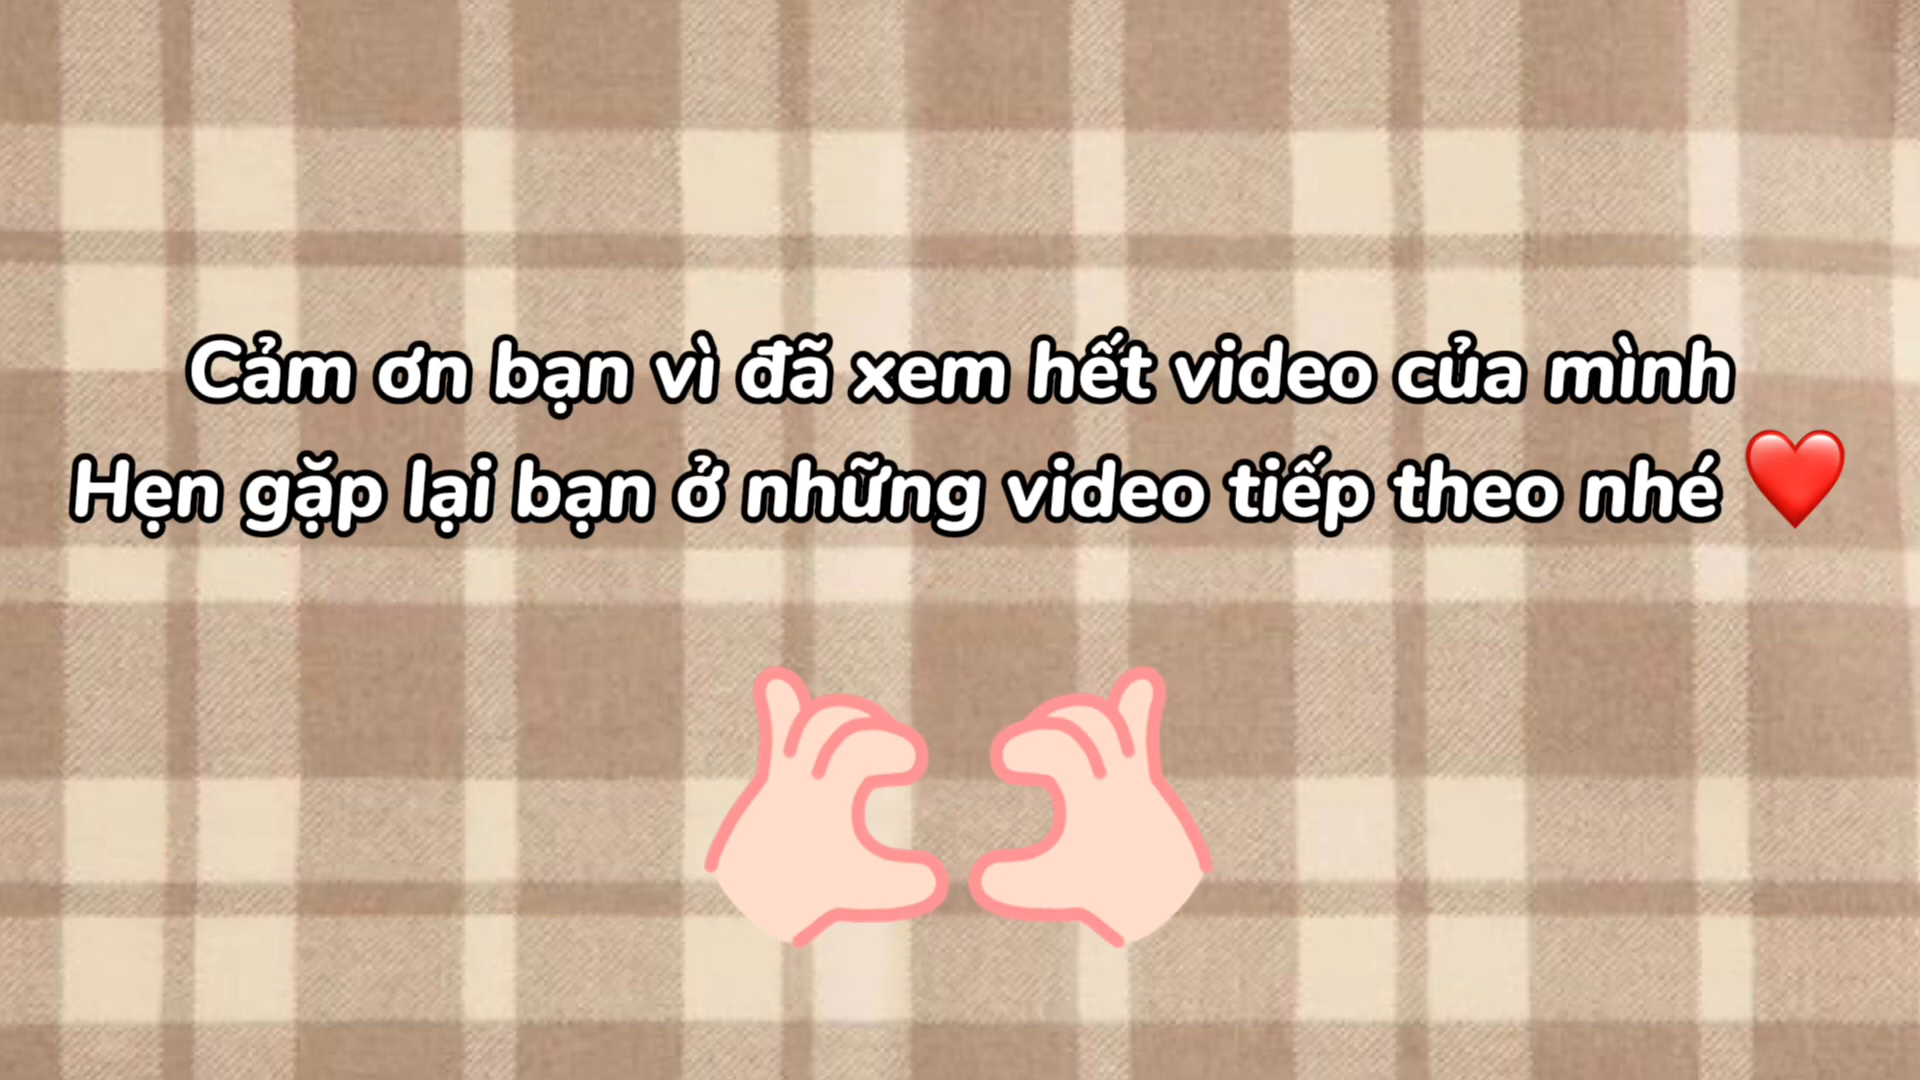 Cảm ơn bạn vì đã xem hết video của mình
Hẹn gặp lại bạn ở những video tiếp theo nhé ❤️